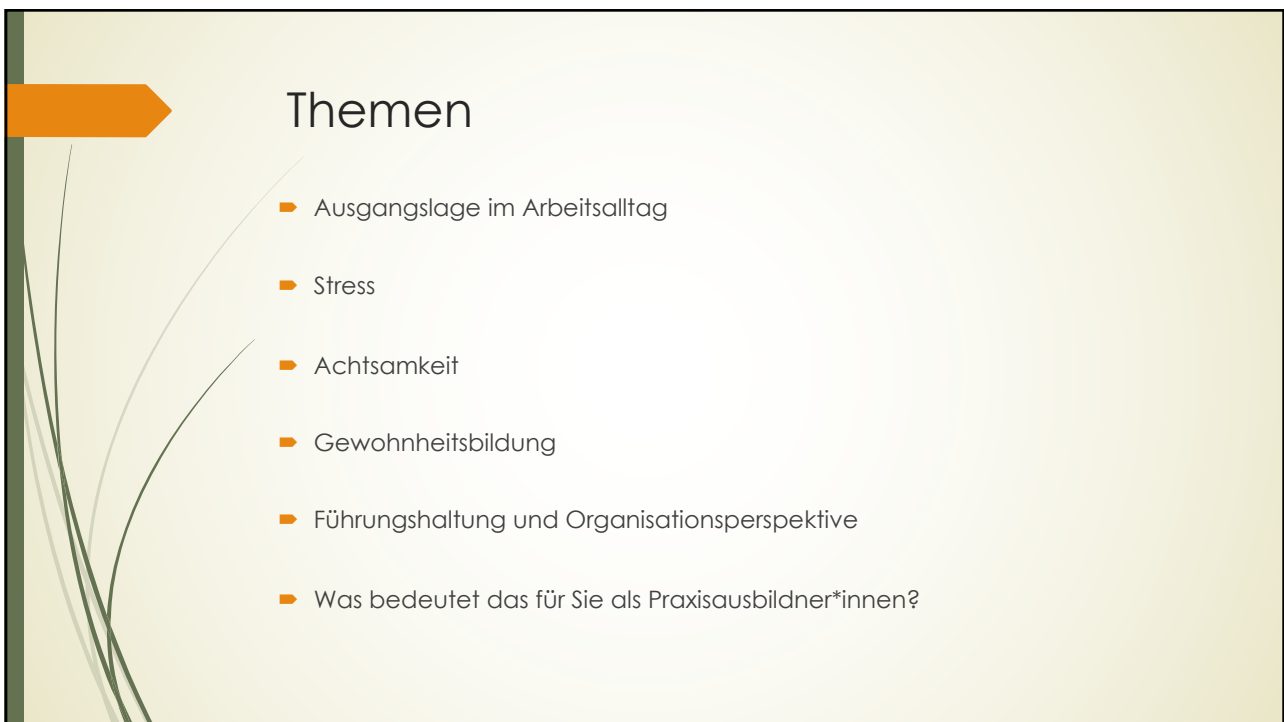 Themen
Ausgangslage im Arbeitsalltag
Stress
Achtsamkeit
Gewohnheitsbildung
Führungshaltung und Organisationsperspektive
Was bedeutet das für Sie als Praxisausbildner*innen?